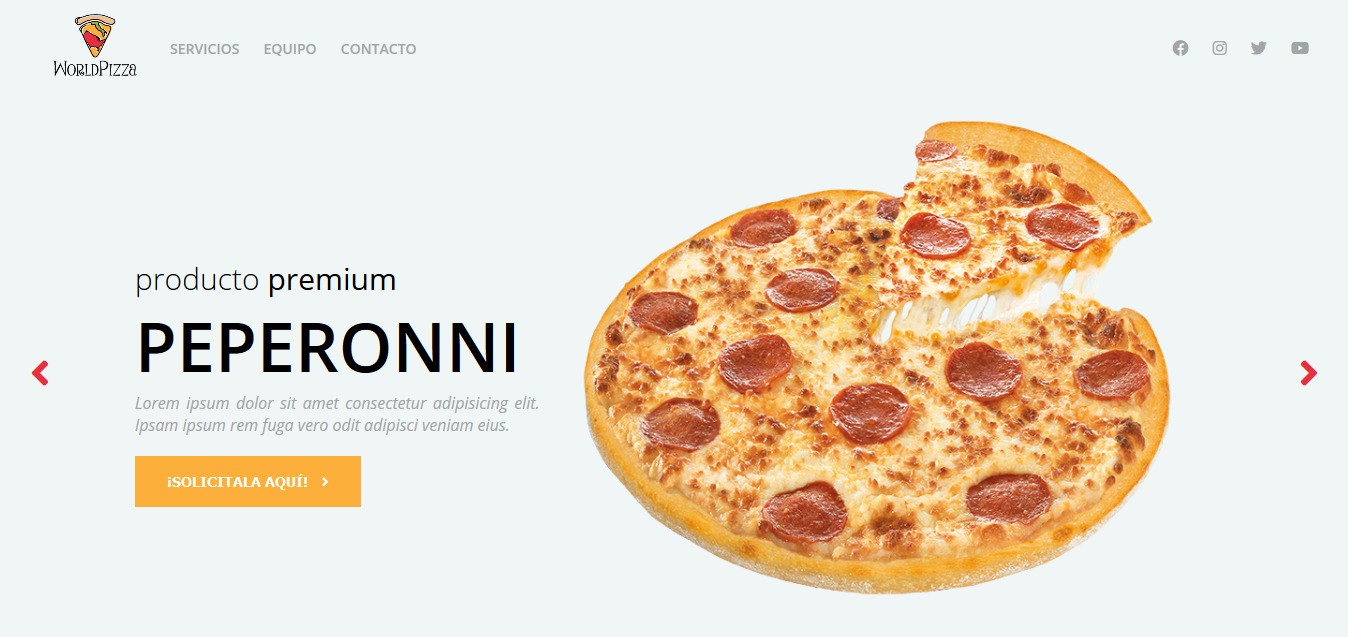 WORLDPIZZA
SERVICIOS EQUIPO CONTACTO
producto premium
PEPERONNI
Lorem ipsum dolor sit amet consectetur adipisicing elit.
Ipsam ipsum rem fuga vero odit adipisci veniam eius.
¡SOLICITALA AQUÍ!